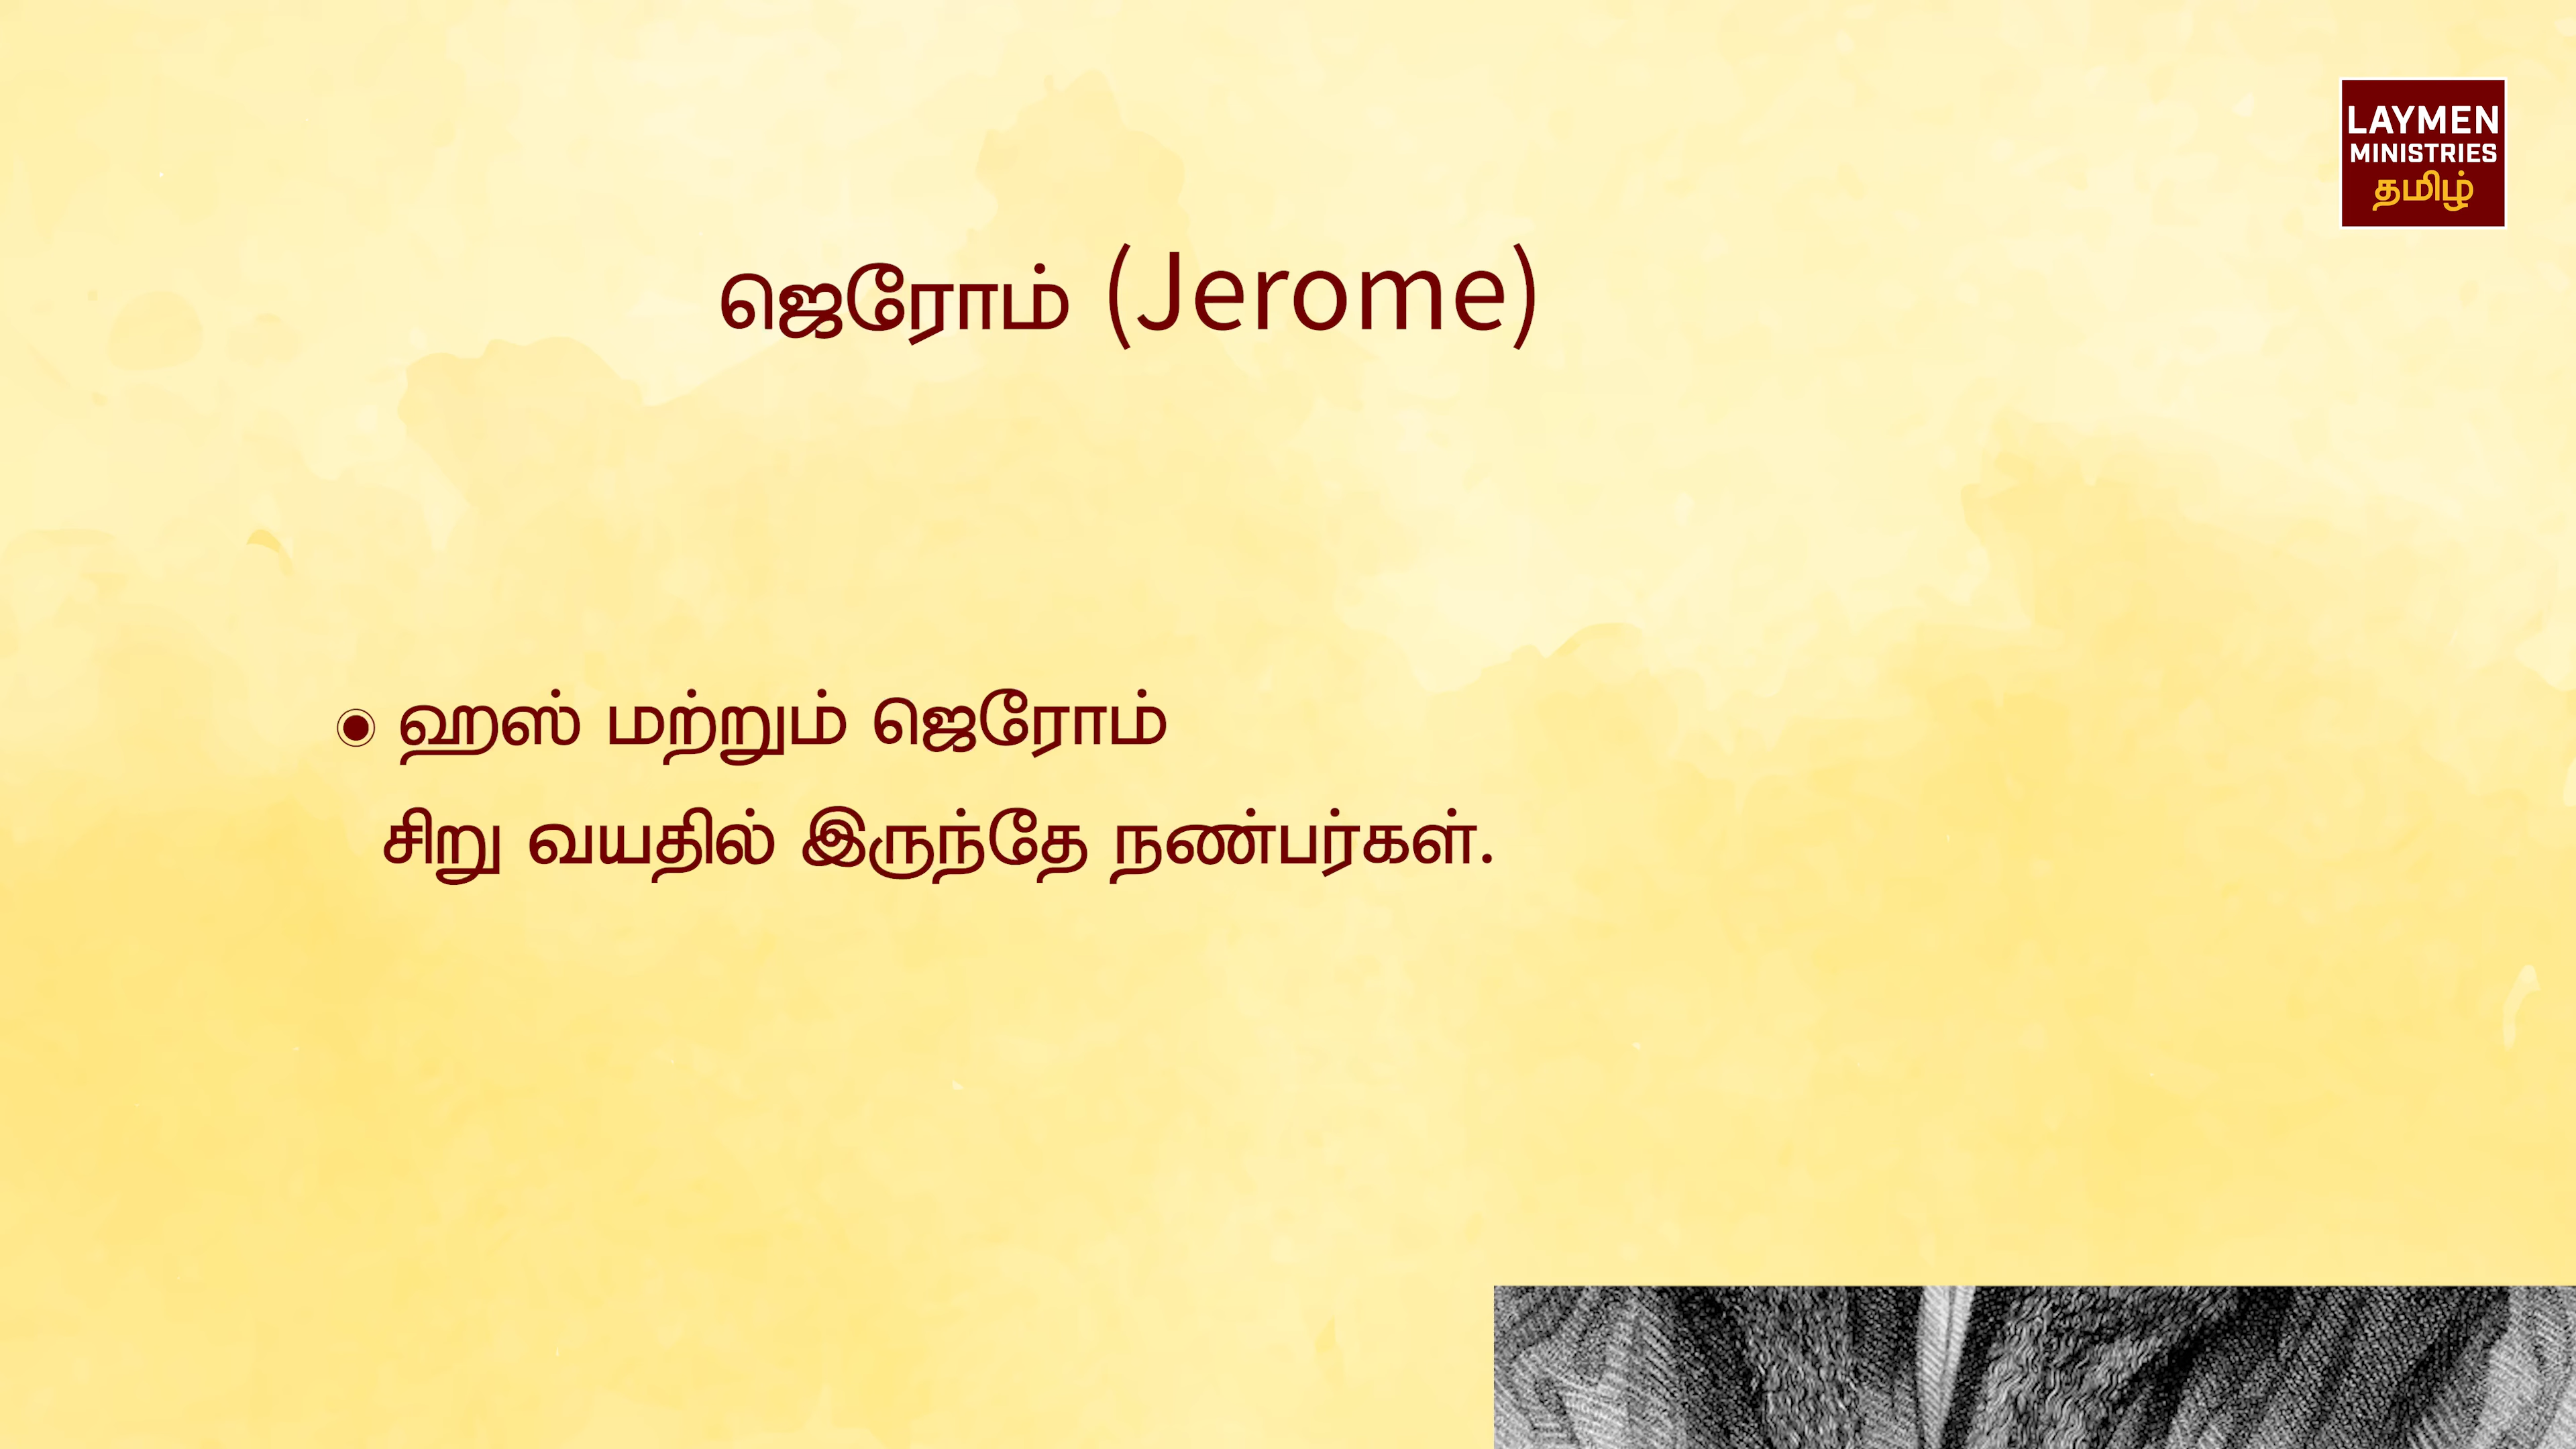 LAYMEN
MINISTRIES
தமிழ்
ஜெரோம் (Jerome)
ஹஸ் மற்றும் ஜெரோம்
சிறு வயதில் இருந்தே நண்பர்கள்.